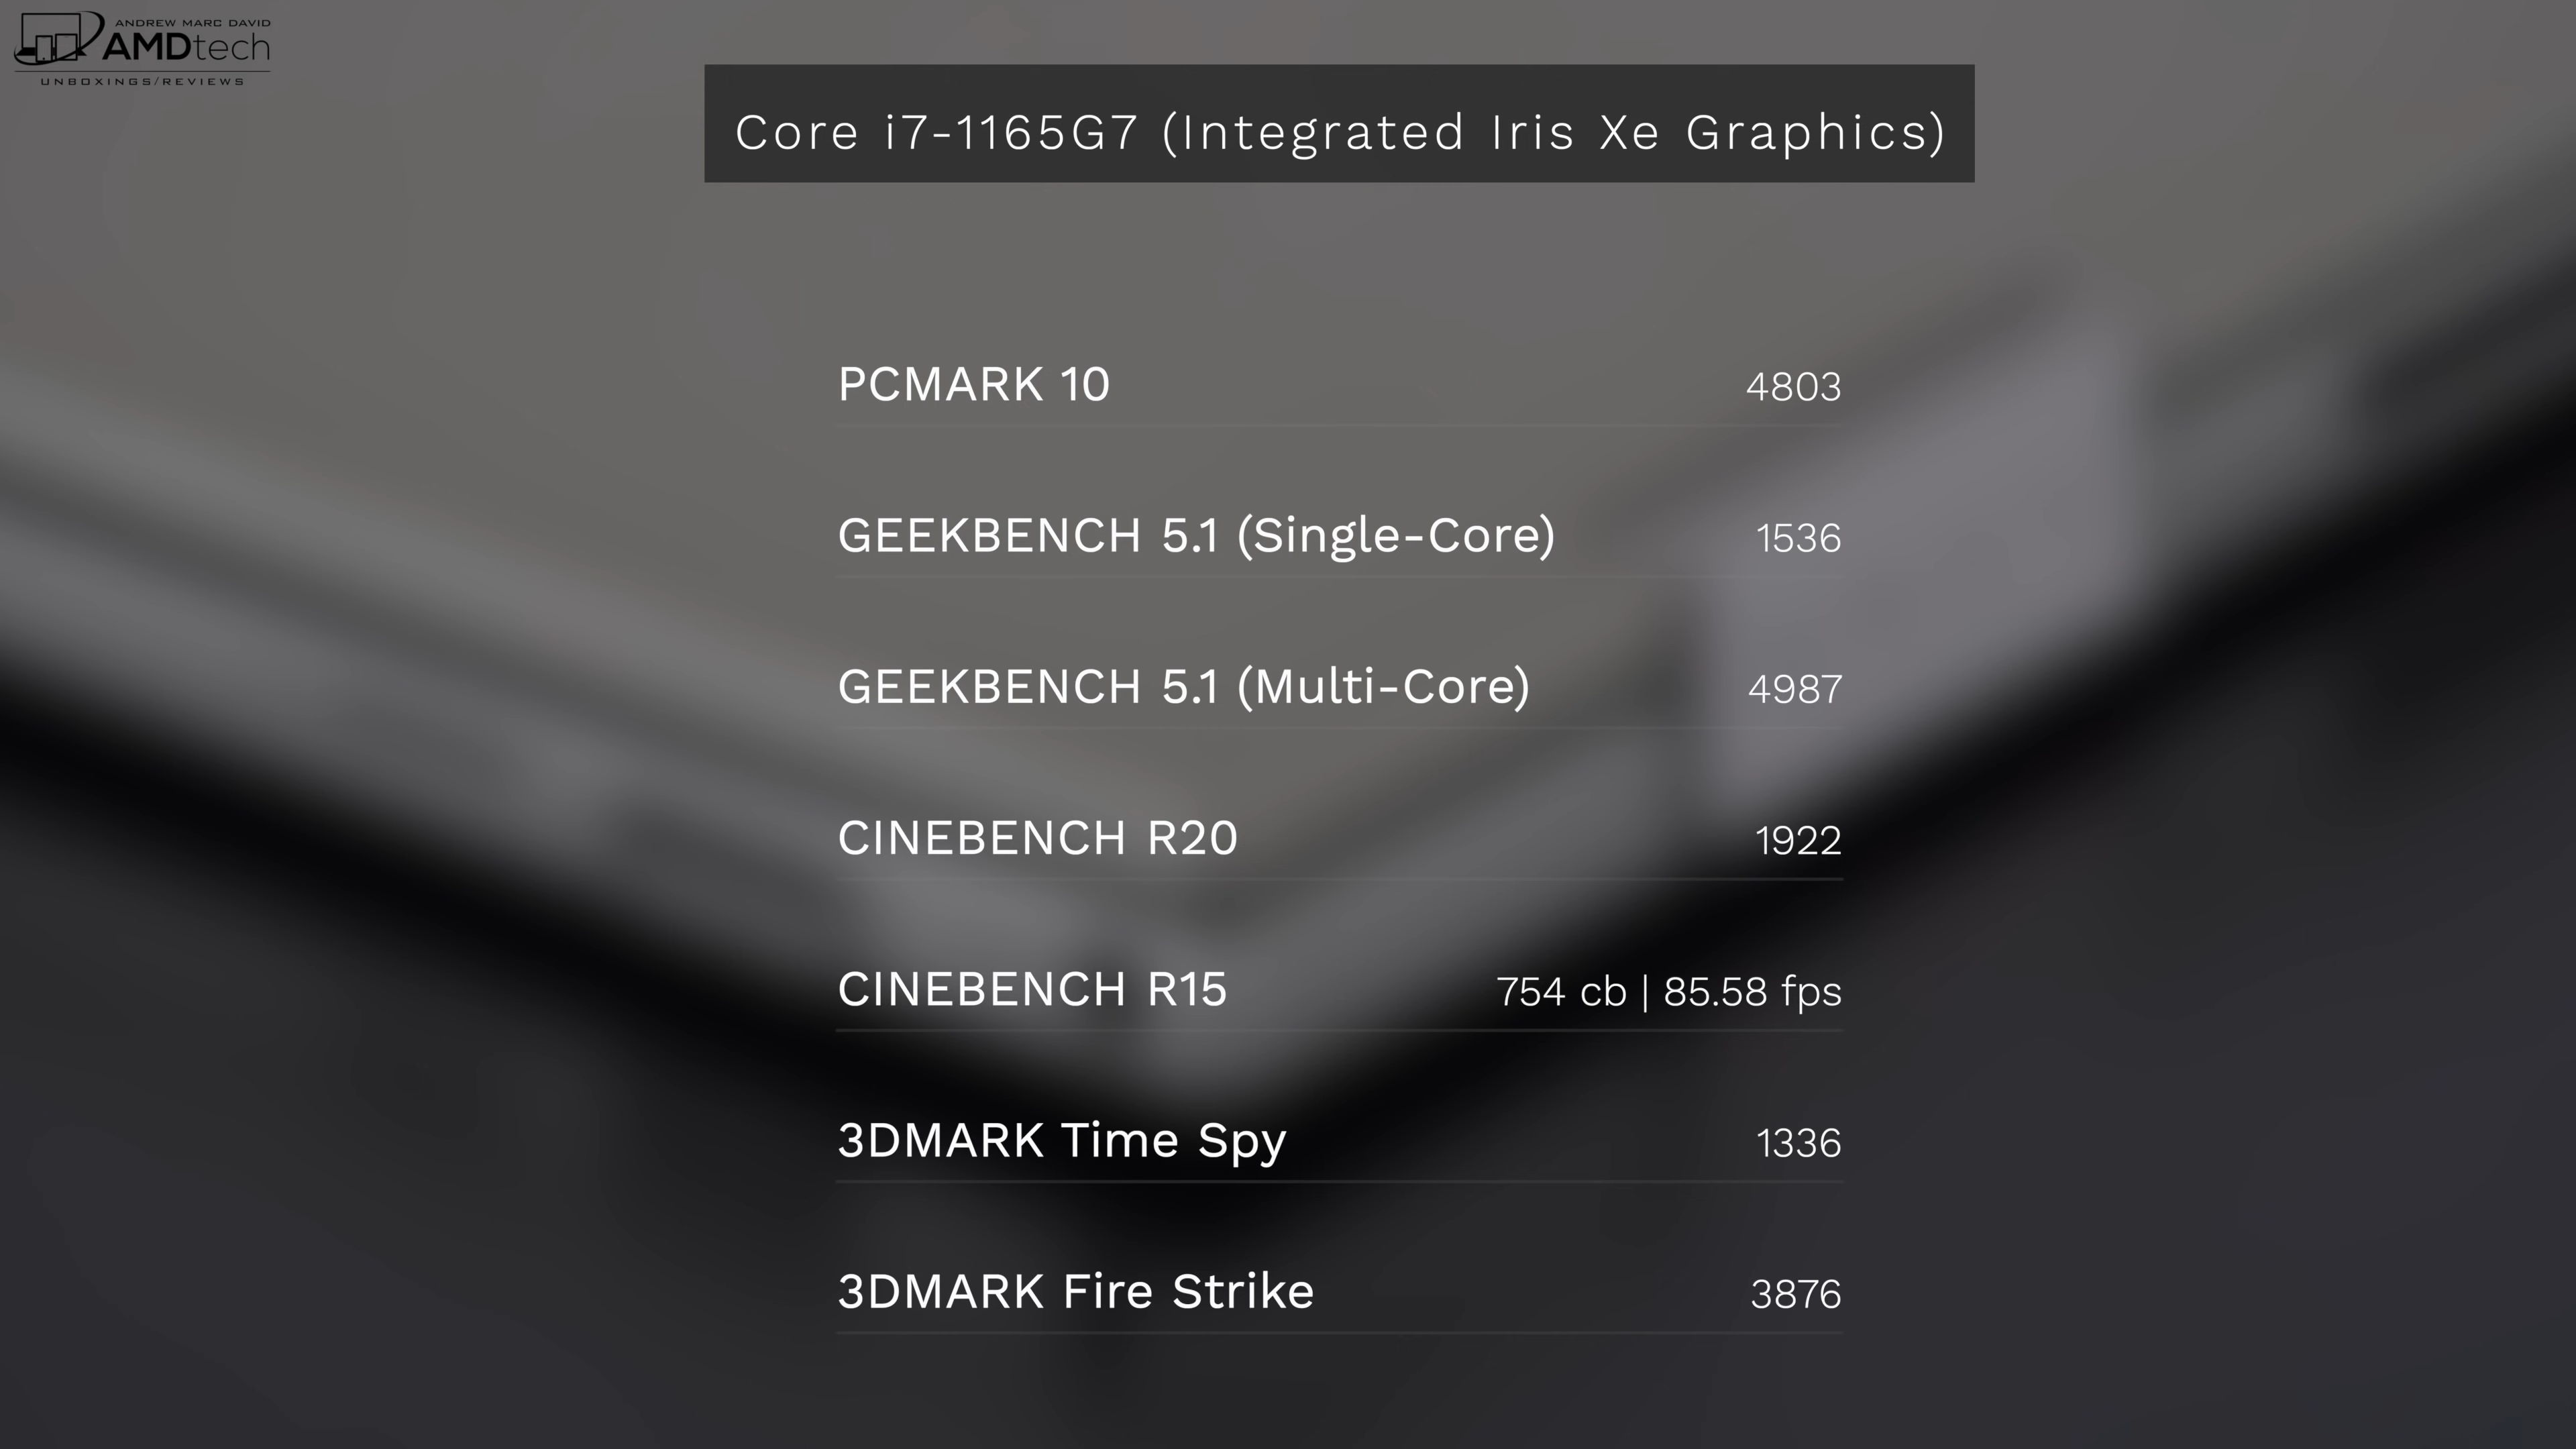 ANDREW MARC DAVID
AMDtech
UNBOXINGS/REVIEWS
Core i7-1165G7 (Integrated Iris Xe Graphics)
PCMARK 10 4803
GEEKBENCH 5.1 (Single-Core) 1536
GEEKBENCH 5.1 (Multi-Core) 4987
CINEBENCH R20 1922
CINEBENCH R15 754 cb | 85.58 fps
3DMARK Time Spy 1336
3DMARK Fire Strike 3876